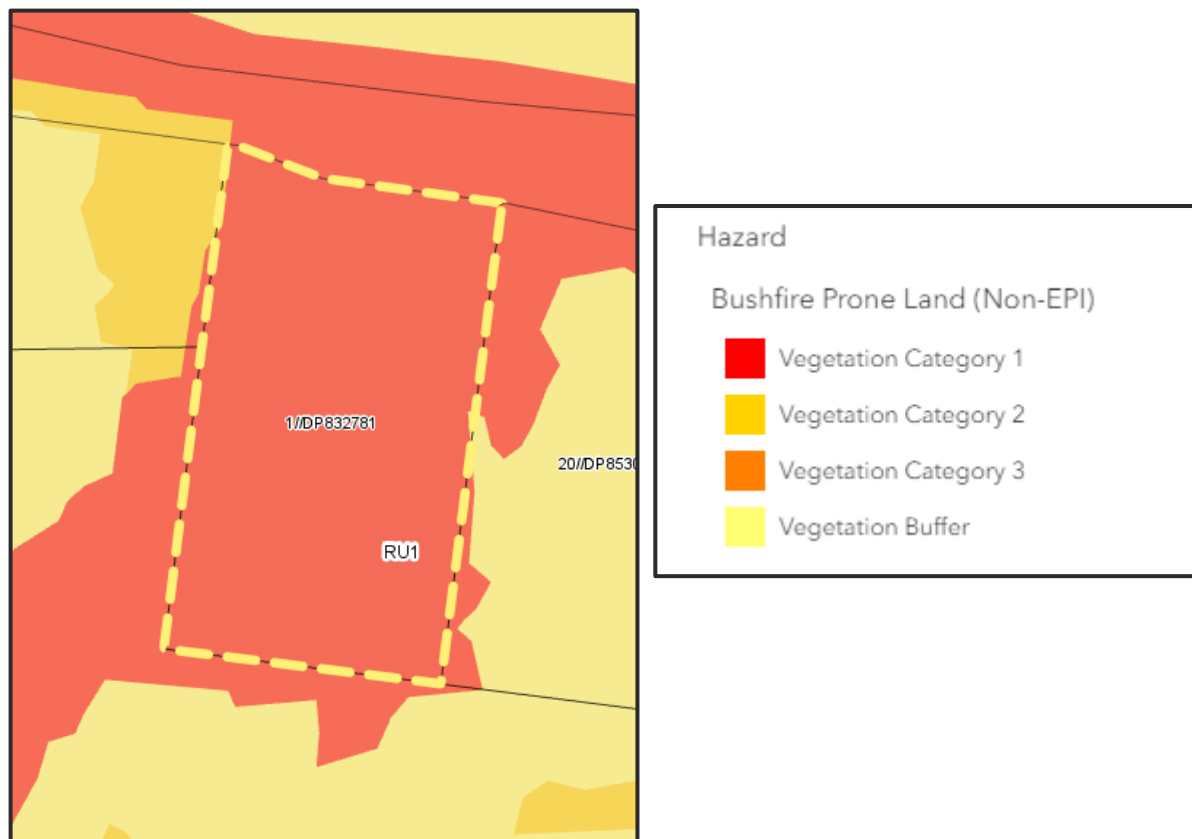 1//DP832781
20//DP8530
RU1
Hazard
Bushfire Prone Land (Non-EPI)
Vegetation Category 1
Vegetation Category 2
Vegetation Category 3
Vegetation Buffer